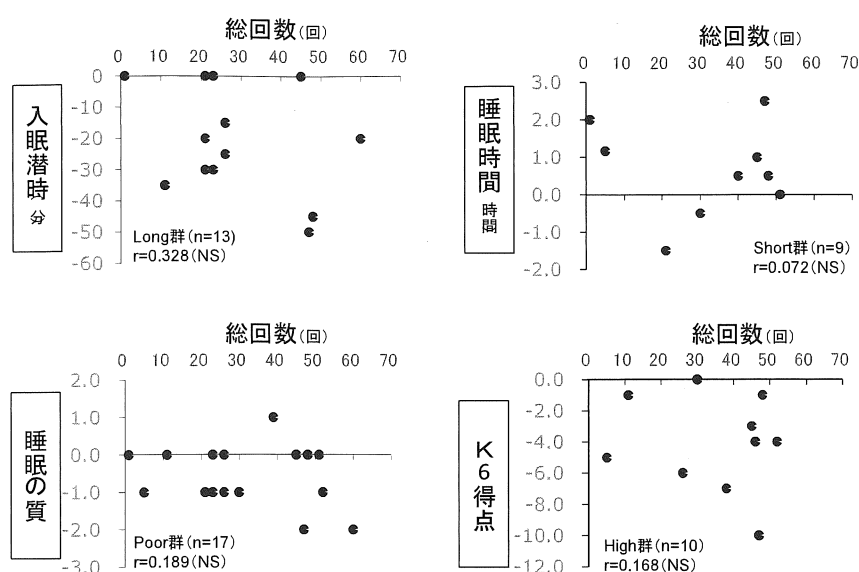 総回数(回)
0 10 20 30 40 50 60 70
0
-10
-20
-30
-40
-50
-60
入眠潜時 分
Long群(n=13)
r=0.328(NS)
総回数(回)
0 10 20 30 40 50 60 70
3.0
2.0
1.0
0.0
-1.0
-2.0
睡眠時間 時間
Short群(n=9)
r=0.072(NS)
総回数(回)
0 10 20 30 40 50 60 70
2.0
1.0
0.0
-1.0
-2.0
-3.0
睡眠の質
Poor群(n=17)
r=0.189(NS)
総回数(回)
0 10 20 30 40 50 60 70
0.0
-2.0
-4.0
-6.0
-8.0
-10.0
-12.0
K6得点
High群(n=10)
r=0.168(NS)